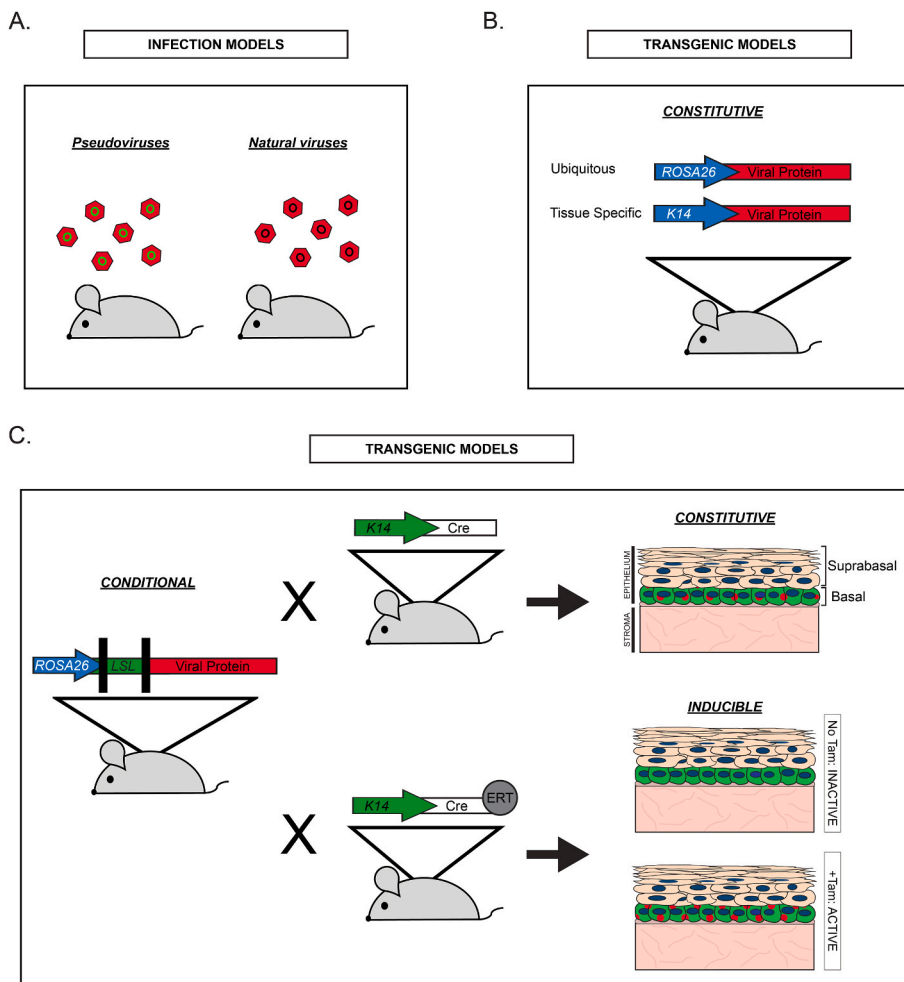 A.
INFECTION MODELS
Pseudoviruses
Natural viruses
B.
TRANSGENIC MODELS
CONSTITUTIVE
Ubiquitous
ROSA26
Viral Protein
Tissue Specific
K14
Viral Protein
C.
TRANSGENIC MODELS
CONDITIONAL
ROSA26
LSL
Viral Protein
X
K14
Cre
CONSTITUTIVE
EPITHELIUM
STROMA
Suprabasal
Basal
X
K14
Cre
ERT
INDUCIBLE
No Tam: INACTIVE
+Tam: ACTIVE